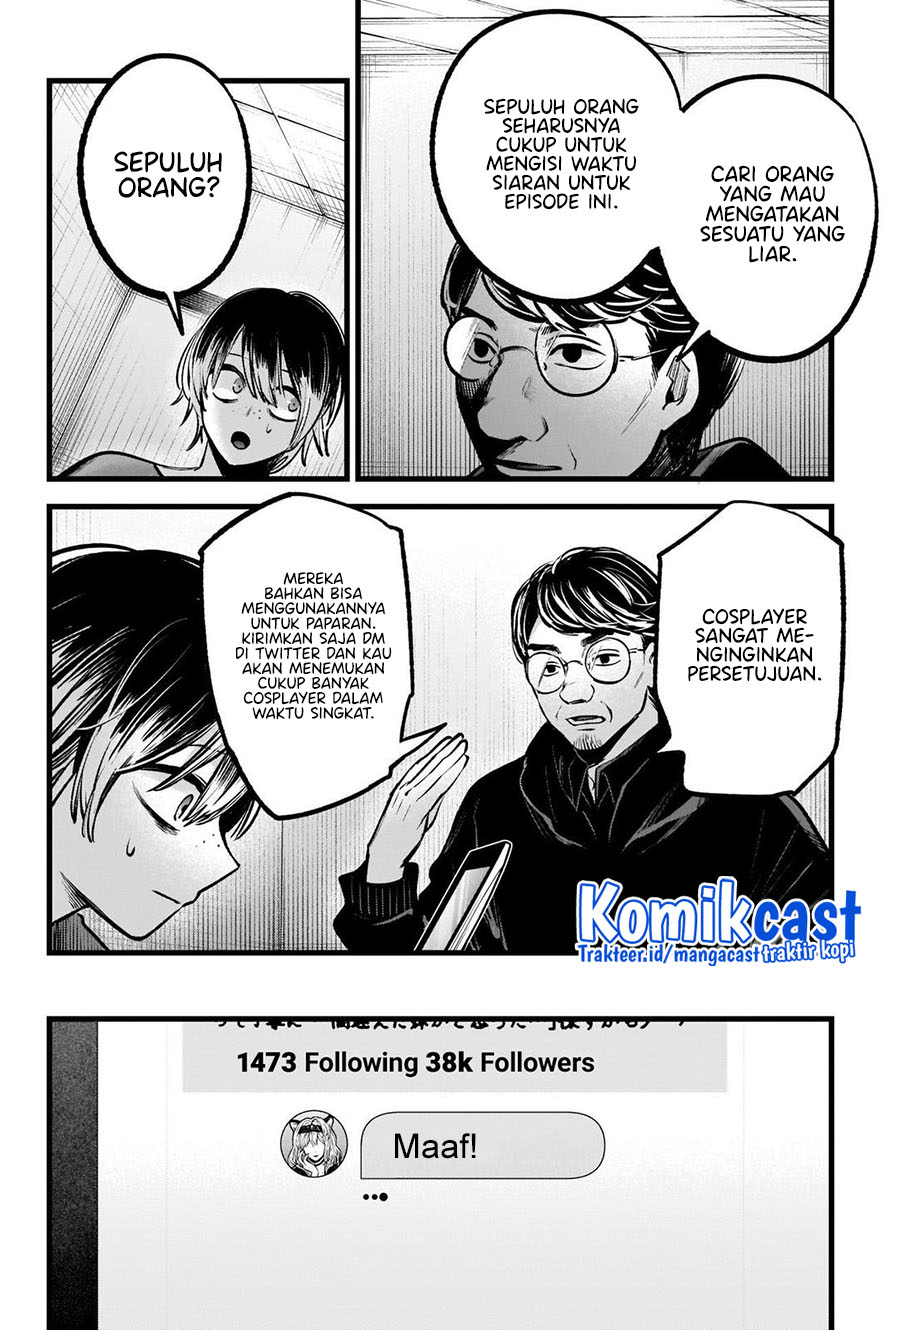 CARI ORANG
YANG MAU
MENGATAKAN
SESUATU YANG
LIAR.
SEPULUH ORANG
SEHARUSNYA
CUKUP UNTUK
MENGISI WAKTU
SIARAN UNTUK
EPISODE INI.
SEPULUH
ORANG?
COSPLAYER
SANGAT ME-
NGINGINKAN
PERSETUJUAN.
MEREKA
BAHKAN BISA
MENGGUNAKANNYA
UNTUK PAPARAN.
KIRIMKAN SAJA DM
DI TWITTER DAN KAU
AKAN MENEMUKAN
CUKUP BANYAK
COSPLAYER DALAM
WAKTU SINGKAT.
Komikcast
Trakteer.id/mangacast traktir kopi
1473 Following 38k Followers
Maaf!